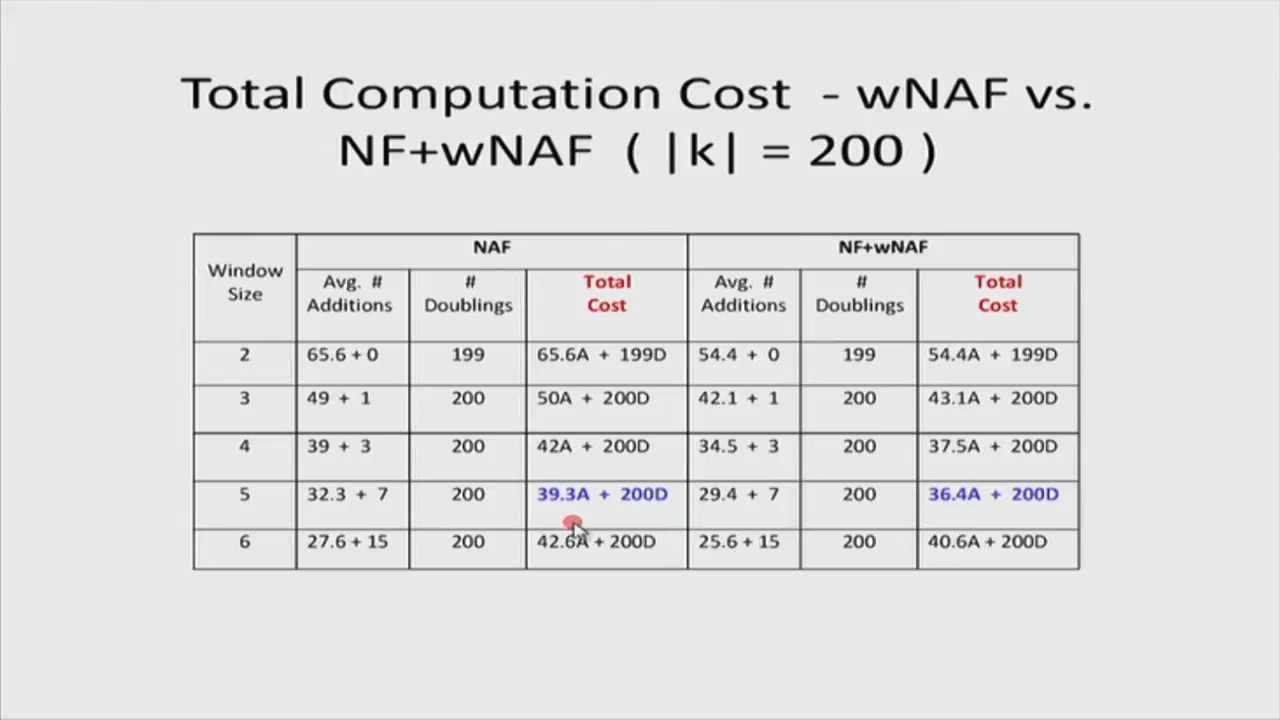 Total Computation Cost - wNAF vs.
NF+wNAF ( |k| = 200 )
Window Size NAF NF+wNAF
Avg. # Additions # Doublings Total Cost Avg. # Additions # Doublings Total Cost
2 65.6 + 0 199 65.6A + 199D 54.4 + 0 199 54.4A + 199D
3 49 + 1 200 50A + 200D 42.1 + 1 200 43.1A + 200D
4 39 + 3 200 42A + 200D 34.5 + 3 200 37.5A + 200D
5 32.3 + 7 200 39.3A + 200D 29.4 + 7 200 36.4A + 200D
6 27.6 + 15 200 42.6A + 200D 25.6 + 15 200 40.6A + 200D